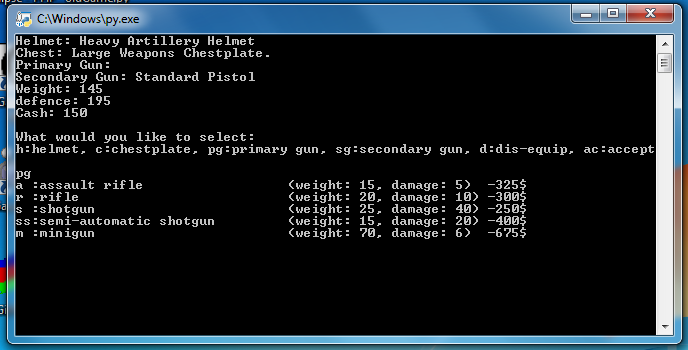 C:\Windows\py.exe
Helmet: Heavy Artillery Helmet
Chest: Large Weapons Chestplate.
Primary Gun:
Secondary Gun: Standard Pistol
Weight: 145
defence: 195
Cash: 150
What would you like to select:
h:helmet, c:chestplate, pg:primary gun, sg:secondary gun, d:dis-equip, ac:accept
pg
a :assault rifle (weight: 15, damage: 5) -325$
r :rifle (weight: 20, damage: 10) -300$
s :shotgun (weight: 25, damage: 40) -250$
ss:semi-automatic shotgun (weight: 15, damage: 20) -400$
m :minigun (weight: 70, damage: 6) -675$